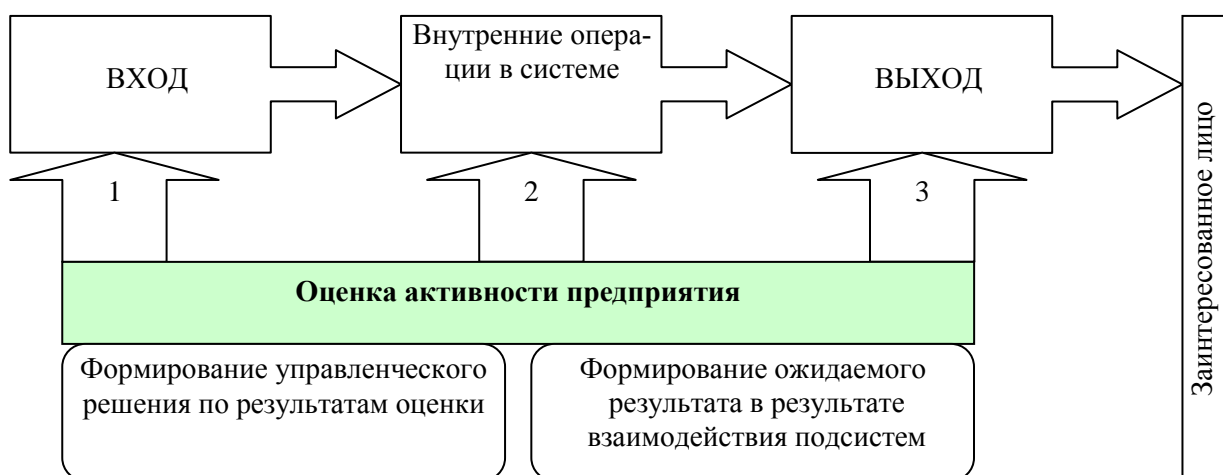 ВХОД
Внутренние опера-
ции в системе
ВЫХОД
Заинтересованное лицо
1
2
3
Оценка активности предприятия
Формирование управленческого
решения по результатам оценки
Формирование ожидаемого
результата в результате
взаимодействия подсистем